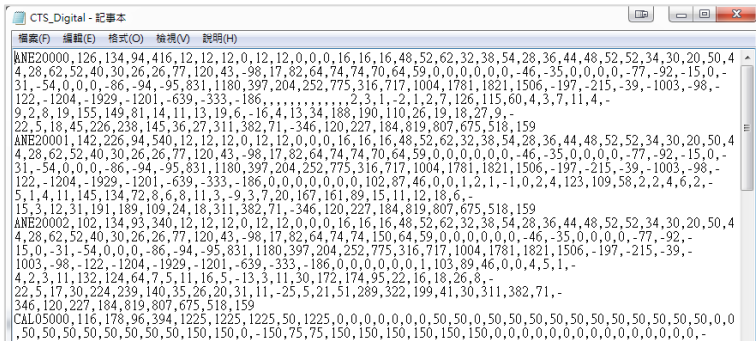 CTS_Digital - 記事本
檔案(F) 編輯(E) 格式(O) 檢視(V) 說明(H)
ANE20000,126,134,94,416,12,12,12,0,12,12,0,0,0,16,16,16,48,52,62,32,38,54,28,36,44,48,52,52,34,30,20,50,4
4,28,62,52,40,30,26,26,77,120,43,-98,17,82,64,74,74,70,64,59,0,0,0,0,0,0,0,-46,-35,0,0,0,0,-77,-92,-15,0,-
31,-54,0,0,0,-86,-94,-95,831,1180,397,204,252,775,316,717,1004,1781,1821,1506,-197,-215,-39,-1003,-98,-
122,-1204,-1929,-1201,-639,-333,-186,,,,,,,,,,,,,,2,3,1,-2,1,2,7,126,115,60,4,3,7,11,4,-
9,2,8,19,155,149,81,14,11,13,19,6,-16,4,13,34,188,190,110,26,19,18,27,9,-
22,5,18,45,226,238,145,36,27,311,382,71,-346,120,227,184,819,807,675,518,159
ANE20001,142,226,94,540,12,12,12,0,12,12,0,0,0,16,16,16,48,52,62,32,38,54,28,36,44,48,52,52,34,30,20,50,4
4,28,62,52,40,30,26,26,77,120,43,-98,17,82,64,74,74,70,64,59,0,0,0,0,0,0,0,-46,-35,0,0,0,0,-77,-92,-15,0,-
31,-54,0,0,0,-86,-94,-95,831,1180,397,204,252,775,316,717,1004,1781,1821,1506,-197,-215,-39,-1003,-98,-
122,-1204,-1929,-1201,-639,-333,-186,0,0,0,0,0,0,0,102,87,46,0,0,1,2,1,-1,0,2,4,123,109,58,2,2,4,6,2,-
5,1,4,11,145,134,72,8,6,8,11,3,-9,3,7,20,167,161,89,15,11,12,18,6,-
15,3,12,31,191,189,109,24,18,311,382,71,-346,120,227,184,819,807,675,518,159
ANE20002,102,134,93,340,12,12,12,0,12,12,0,0,0,16,16,16,48,52,62,32,38,54,28,36,44,48,52,52,34,30,20,50,4
4,28,62,52,40,30,26,26,77,120,43,-98,17,82,64,74,74,150,64,59,0,0,0,0,0,0,0,-46,-35,0,0,0,0,-77,-92,-
15,0,-31,-54,0,0,0,-86,-94,-95,831,1180,397,204,252,775,316,717,1004,1781,1821,1506,-197,-215,-39,-
1003,-98,-122,-1204,-1929,-1201,-639,-333,-186,0,0,0,0,0,0,1,103,89,46,0,0,4,5,1,-
4,2,3,11,132,124,64,7,5,11,16,5,-13,3,11,30,172,174,95,22,16,18,26,8,-
22,5,17,30,224,239,140,35,26,20,31,11,-25,5,21,51,289,322,199,41,30,311,382,71,-
346,120,227,184,819,807,675,518,159
CAL05000,116,178,96,394,1225,1225,1225,50,1225,0,0,0,0,0,0,0,0,50,50,0,50,50,50,50,50,50,50,50,50,50,0,0
,50,50,50,50,50,50,50,150,150,0,-150,75,75,150,150,150,150,150,150,0,0,0,0,0,0,0,0,0,0,0,0,0,0,0,0,-